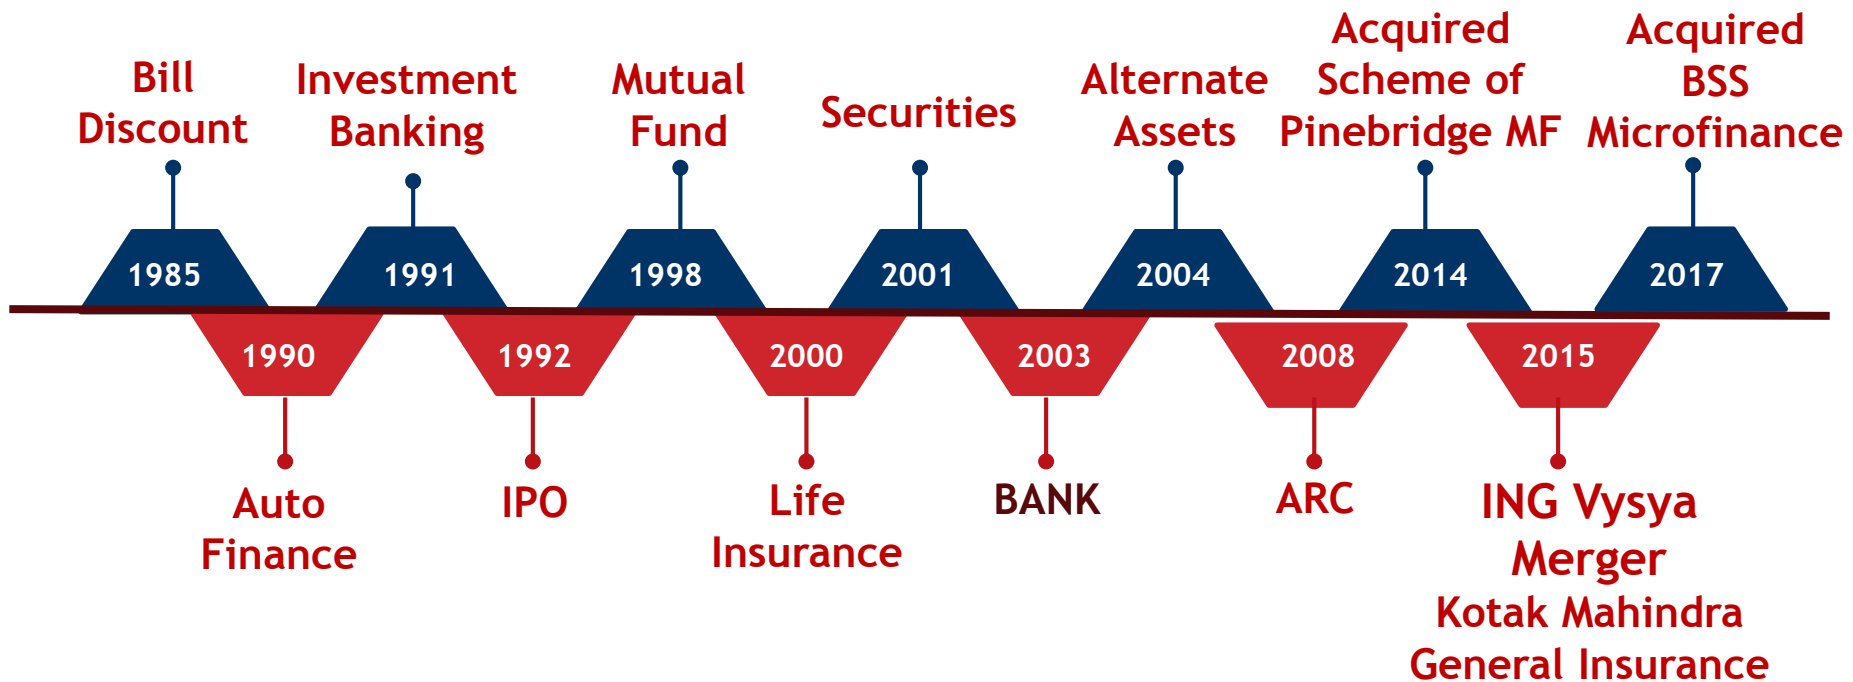 Bill
Discount
Investment
Banking
Mutual
Fund
Securities
Alternate
Assets
Acquired
Scheme of
Pinebridge MF
Acquired
BSS
Microfinance
1985
1991
1998
2001
2004
2014
2017
1990
1992
2000
2003
2008
2015
Auto
Finance
IPO
Life
Insurance
BANK
ARC
ING Vysya
Merger
Kotak Mahindra
General Insurance